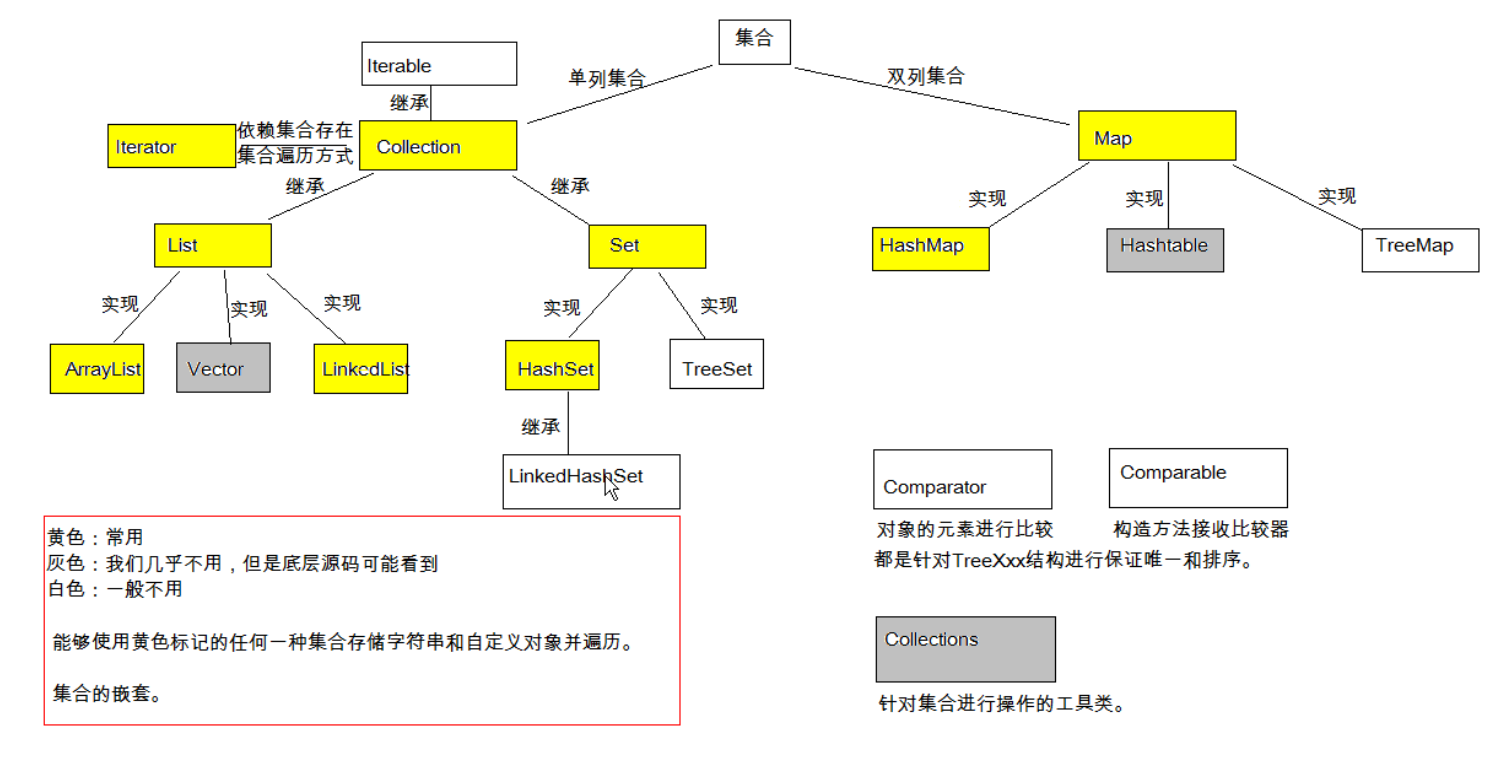 集合
Iterable
单列集合
双列集合
继承
Iterator
依赖集合存在
集合遍历方式
Collection
Map
继承
继承
实现
实现
实现
List
Set
HashMap
Hashtable
TreeMap
实现
实现
实现
实现
实现
ArrayList
Vector
LinkedList
HashSet
TreeSet
继承
LinkedHashSet
Comparator
Comparable
对象的元素进行比较
构造方法接收比较器
都是针对TreeXxx结构进行保证唯一和排序。
黄色：常用
灰色：我们几乎不用，但是底层源码可能看到
白色：一般不用
能够使用黄色标记的任何一种集合存储字符串和自定义对象并遍历。
集合的嵌套。
Collections
针对集合进行操作的工具类。